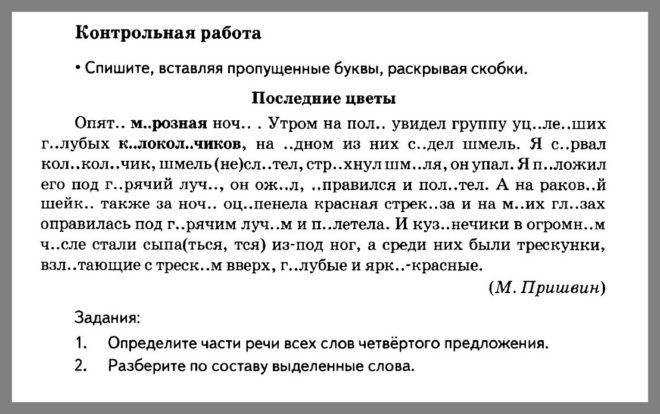 Контрольная работа
• Спишите, вставляя пропущенные буквы, раскрывая скобки.
Последние цветы
Опят.. м..розная ноч.. . Утром на пол.. увидел группу уц..ле..ших
г..лубых к..локол..чиков, на ..дном из них с..дел шмель. Я с..рвал
кол..кол..чик, шмель (не)сл..тел, стр..хнул шм..ля, он упал. Я п..ложил
его под г..рячий луч.., он ож..л, ..правился и пол..тел. А на раков..й
шейк.. также за ноч.. оц..пенела красная стрек..за и на м..их гл..зах
оправилась под г..рячим луч..м и п..летела. И куз..нечики в огромн..м
ч..сле стали сыпа(ться, тся) из-под ног, а среди них были трескунки,
взл..тающие с треск..м вверх, г..лубые и ярк..-красные.
(М. Пришвин)
Задания:
1. Определите части речи всех слов четвёртого предложения.
2. Разберите по составу выделенные слова.